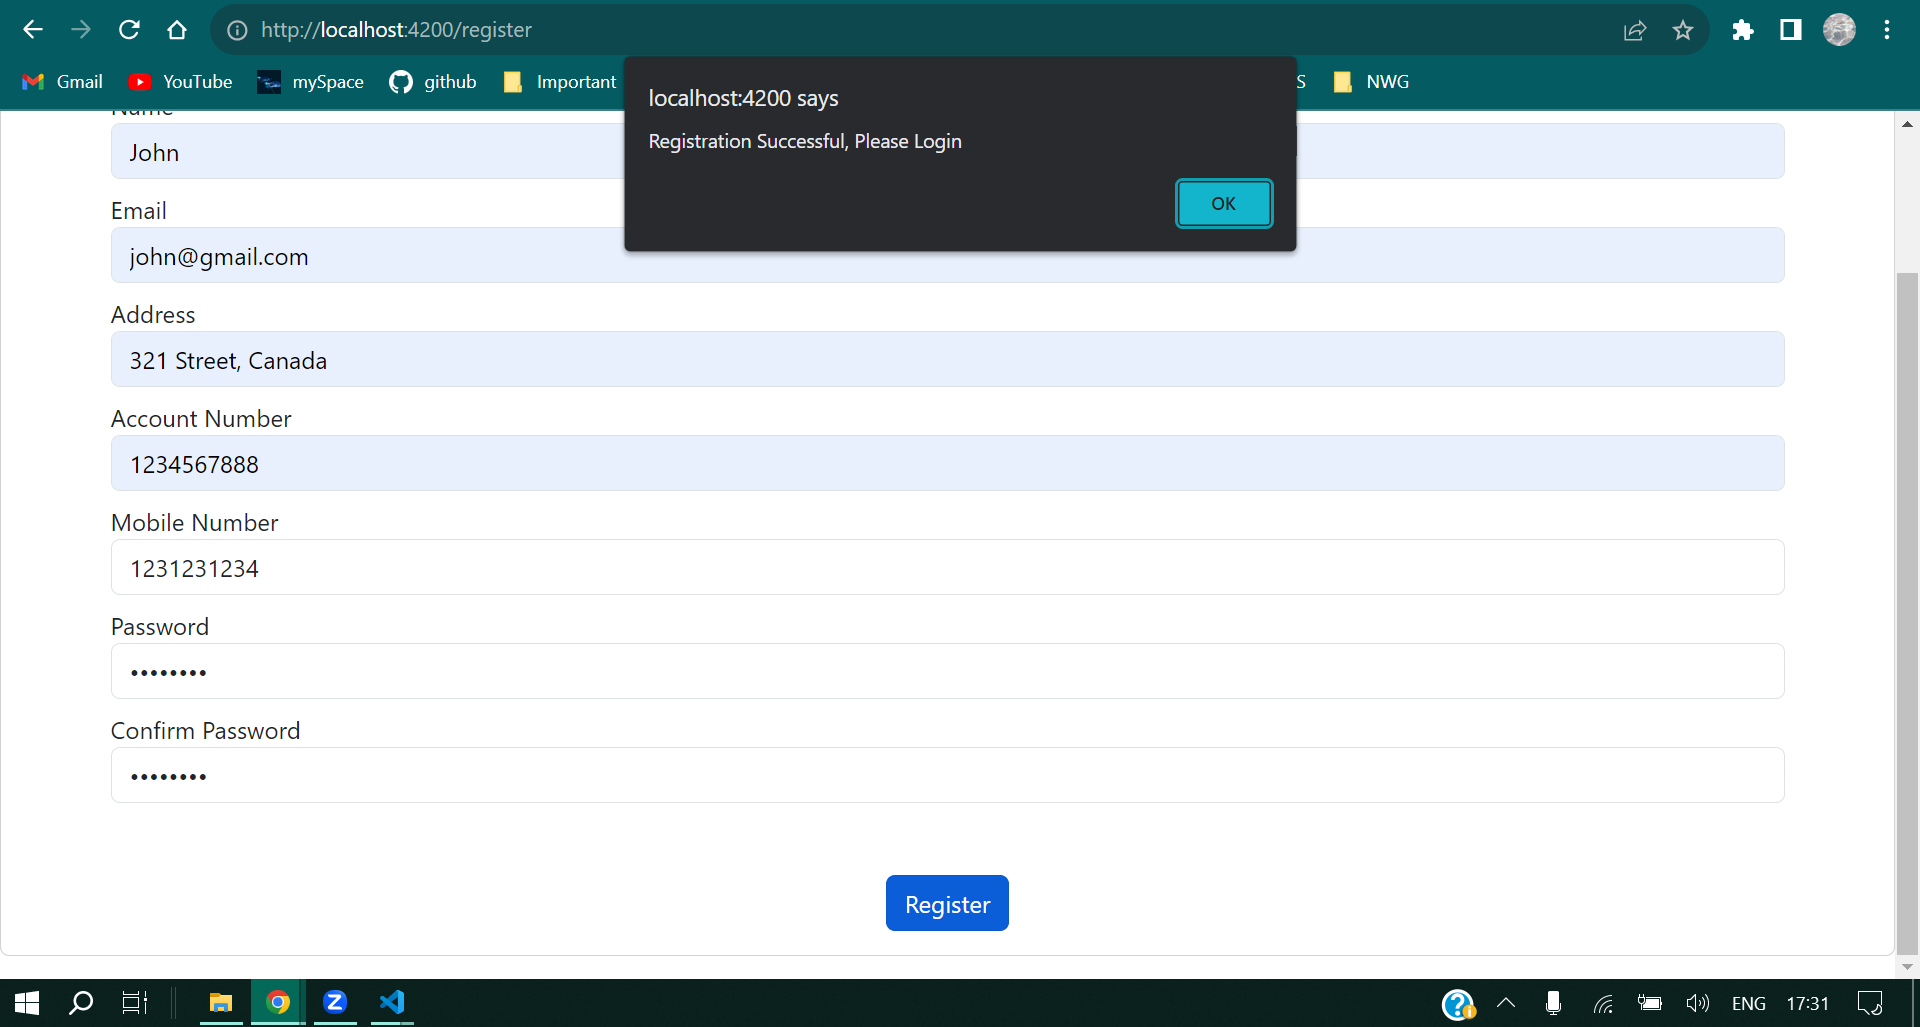 http://localhost:4200/register
Gmail YouTube mySpace github Important S NWG
localhost:4200 says
Registration Successful, Please Login
OK
Name
John
Email
john@gmail.com
Address
321 Street, Canada
Account Number
1234567888
Mobile Number
1231231234
Password
••••••••
Confirm Password
••••••••
Register
ENG 17:31